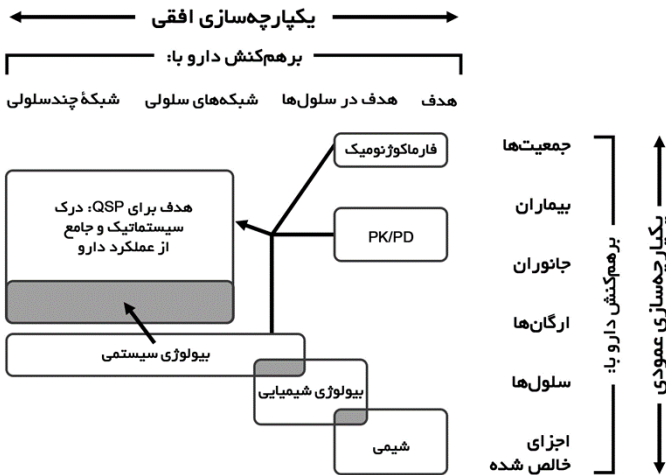 یکپارچه‌سازی افقی
برهم‌کنش دارو با:
هدف
هدف در سلول‌ها
شبکه‌های سلولی
شبکهٔ چندسلولی
جمعیت‌ها
بیماران
جانوران
ارگان‌ها
سلول‌ها
اجزای
خالص شده
برهم‌کنش دارو با:
یکپارچه‌سازی عمودی
فارماکوژنومیک
PK/PD
هدف برای QSP: درک
سیستماتیک و جامع
از عملکرد دارو
بیولوژی سیستمی
بیولوژی شیمیایی
شیمی